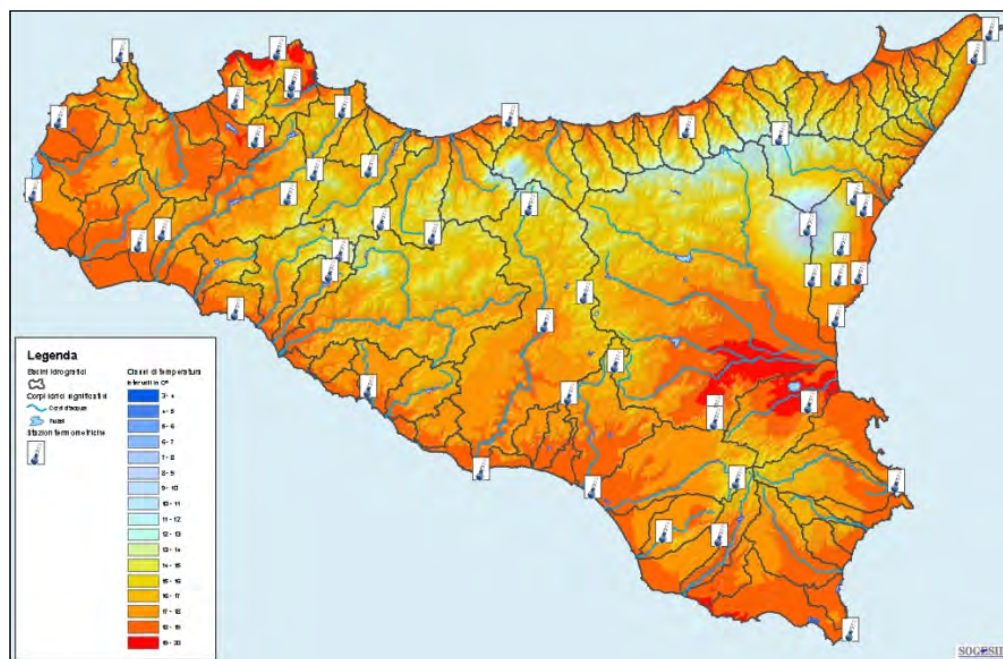 Legenda
Bacini idrografici
Corpi idrici significativi
Corsi d'acqua
Stazioni termometriche
Classi di temperatura
Intervalli in C°
3 - 4
4 - 5
5 - 6
6 - 7
7 - 8
8 - 9
9 - 10
10 - 11
11 - 12
12 - 13
13 - 14
14 - 15
15 - 16
16 - 17
17 - 18
18 - 19
19 - 20